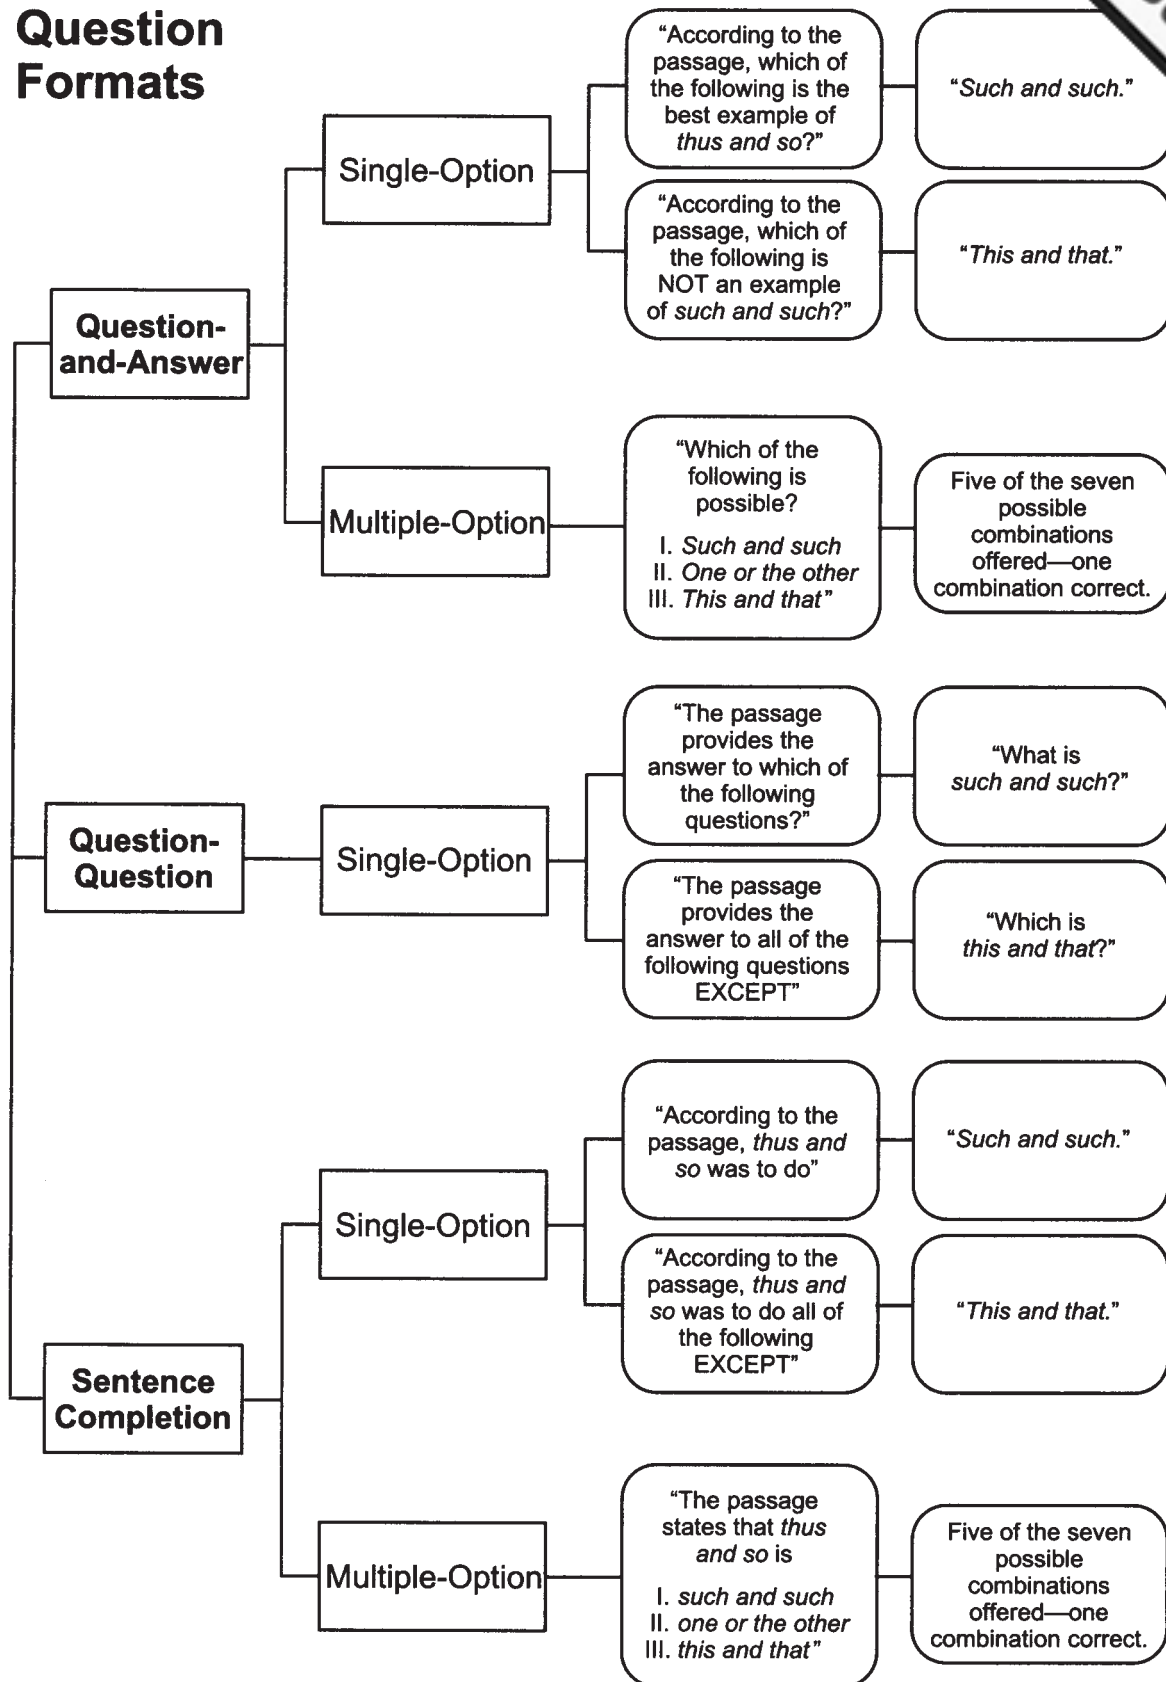 Question
Formats
Single-Option
"According to the
passage, which of
the following is the
best example of
thus and so?"
"Such and such."
"According to the
passage, which of
the following is
NOT an example
of such and such?"
"This and that."
Question-
and-Answer
Multiple-Option
"Which of the
following is
possible?
I. Such and such
II. One or the other
III. This and that"
Five of the seven
possible
combinations
offered—one
combination correct.
Question-
Question
Single-Option
"The passage
provides the
answer to which of
the following
questions?"
"What is
such and such?"
"The passage
provides the
answer to all of the
following questions
EXCEPT"
"Which is
this and that?"
Sentence
Completion
Single-Option
"According to the
passage, thus and
so was to do"
"Such and such."
"According to the
passage, thus and
so was to do all of
the following
EXCEPT"
"This and that."
Multiple-Option
"The passage
states that thus
and so is
I. such and such
II. one or the other
III. this and that"
Five of the seven
possible
combinations
offered—one
combination correct.